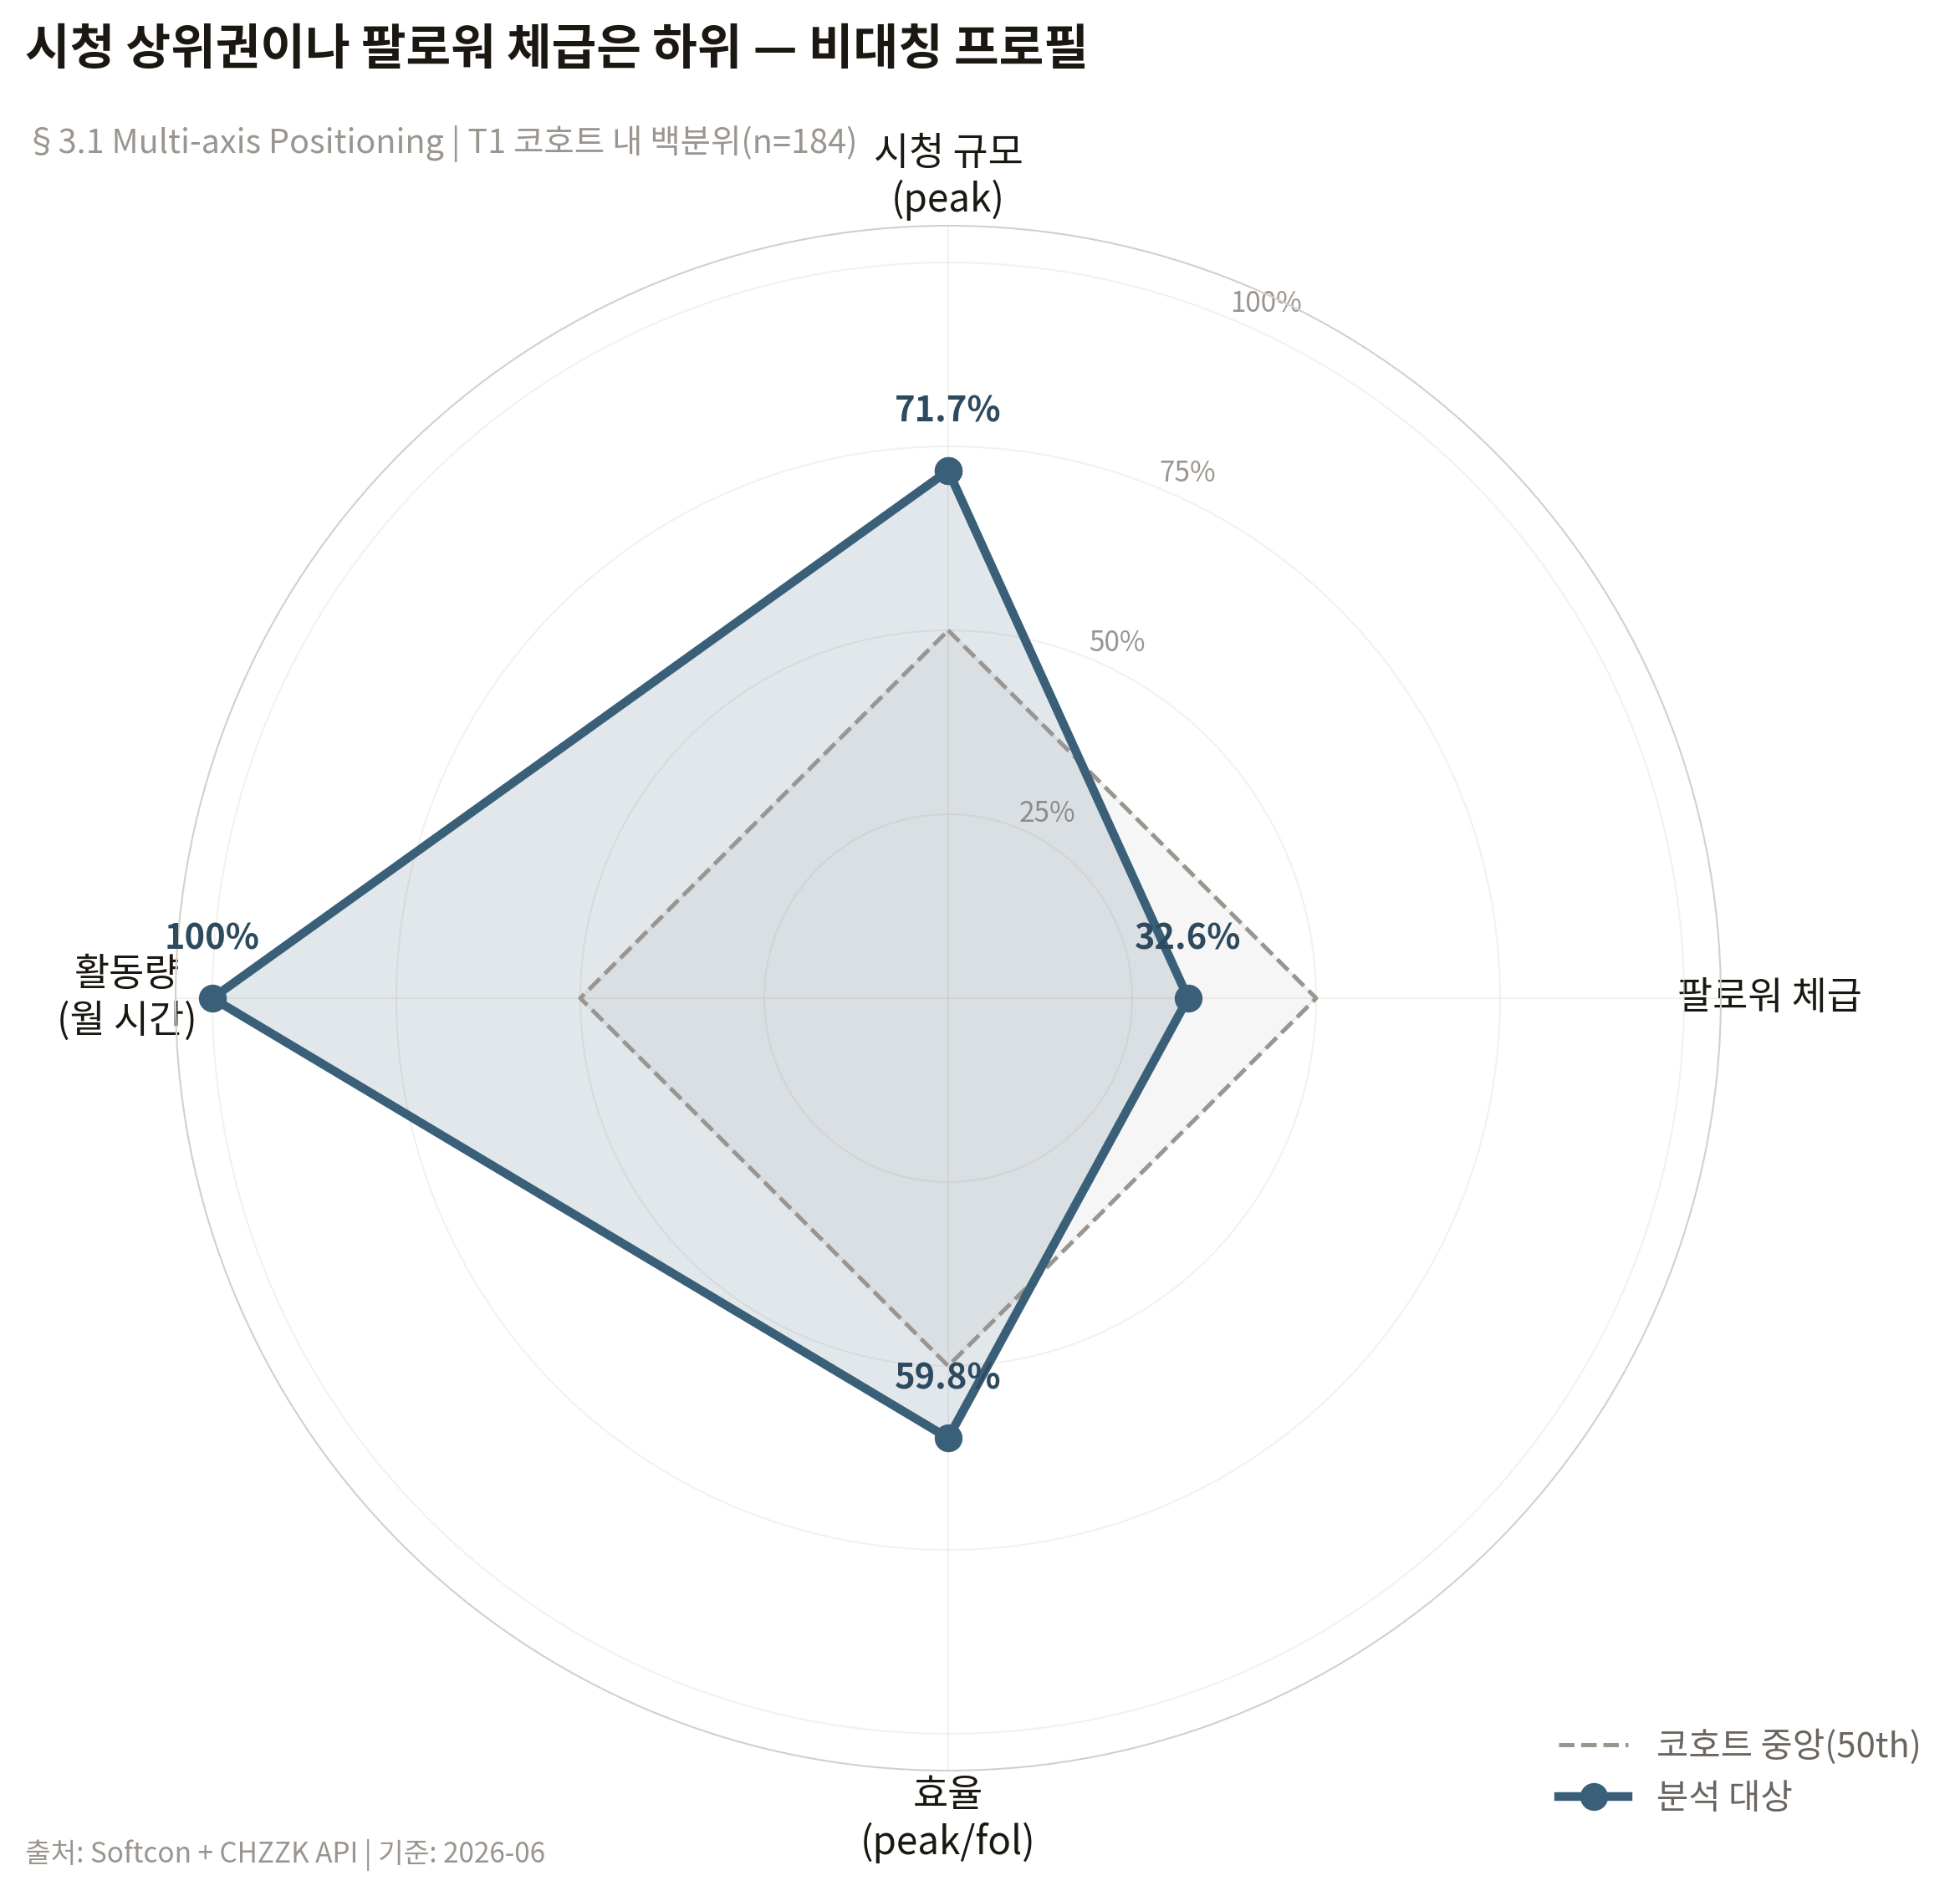 시청 상위권이나 팔로워 체급은 하위 — 비대칭 프로필
§ 3.1 Multi-axis Positioning | T1 코호트 내 백분위(n=184)
시청 규모
(peak)
100%
71.7%
75%
50%
25%
100%
32.6%
활동량
(월 시간)
팔로워 체급
59.8%
효율
(peak/fol)
코호트 중앙(50th)
분석 대상
출처: Softcon + CHZZK API | 기준: 2026-06